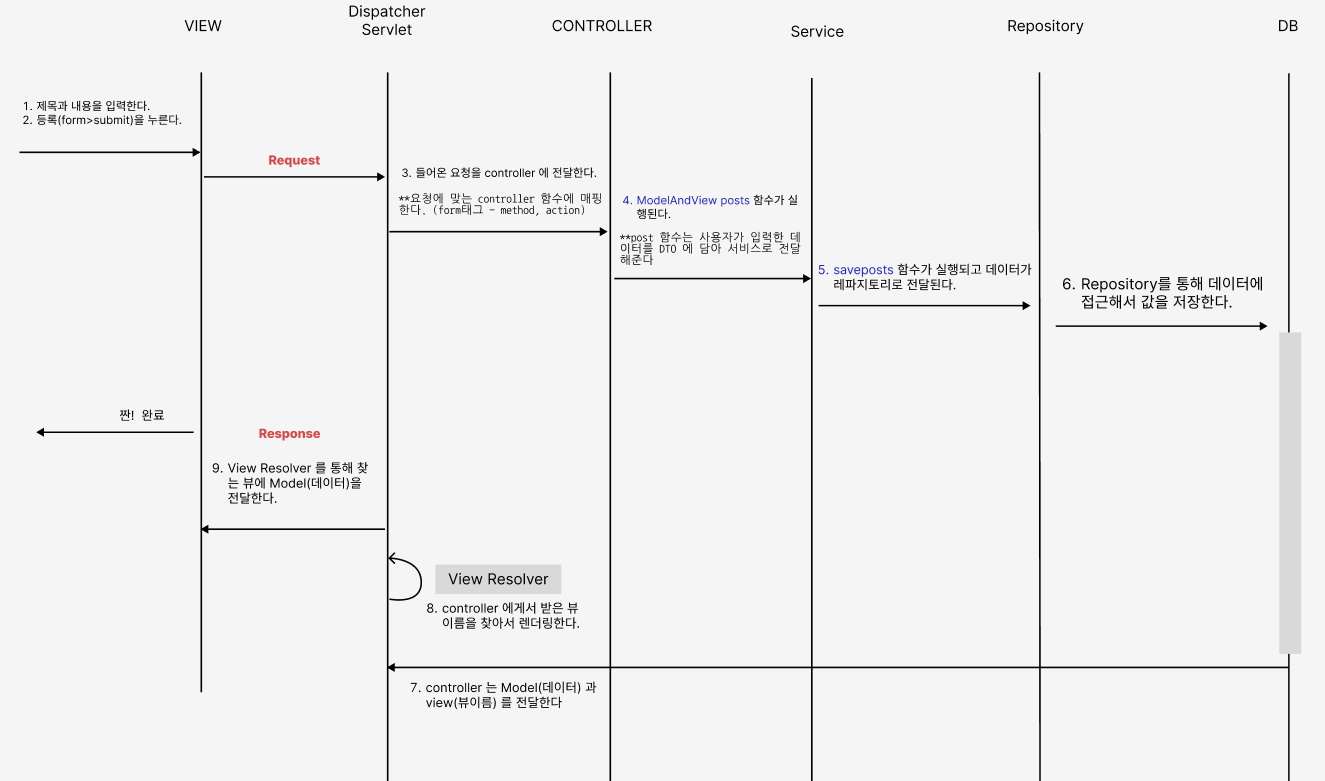 VIEW
Dispatcher
Servlet
CONTROLLER
Service
Repository
DB
1. 제목과 내용을 입력한다.
2. 등록(form>submit)을 누른다.
Request
3. 들어온 요청을 controller 에 전달한다.
**요청에 맞는 controller 함수에 매핑
한다. (form태그 - method, action)
4. ModelAndView posts 함수가 실
행된다.
**post 함수는 사용자가 입력한 데
이터를 DTO 에 담아 서비스로 전달
해준다
5. saveposts 함수가 실행되고 데이터가
레파지토리로 전달된다.
6. Repository를 통해 데이터에
접근해서 값을 저장한다.
짠! 완료
Response
9. View Resolver 를 통해 찾
는 뷰에 Model(데이터)을
전달한다.
View Resolver
8. controller 에게서 받은 뷰
이름을 찾아서 렌더링한다.
7. controller 는 Model(데이터) 과
view(뷰이름) 를 전달한다